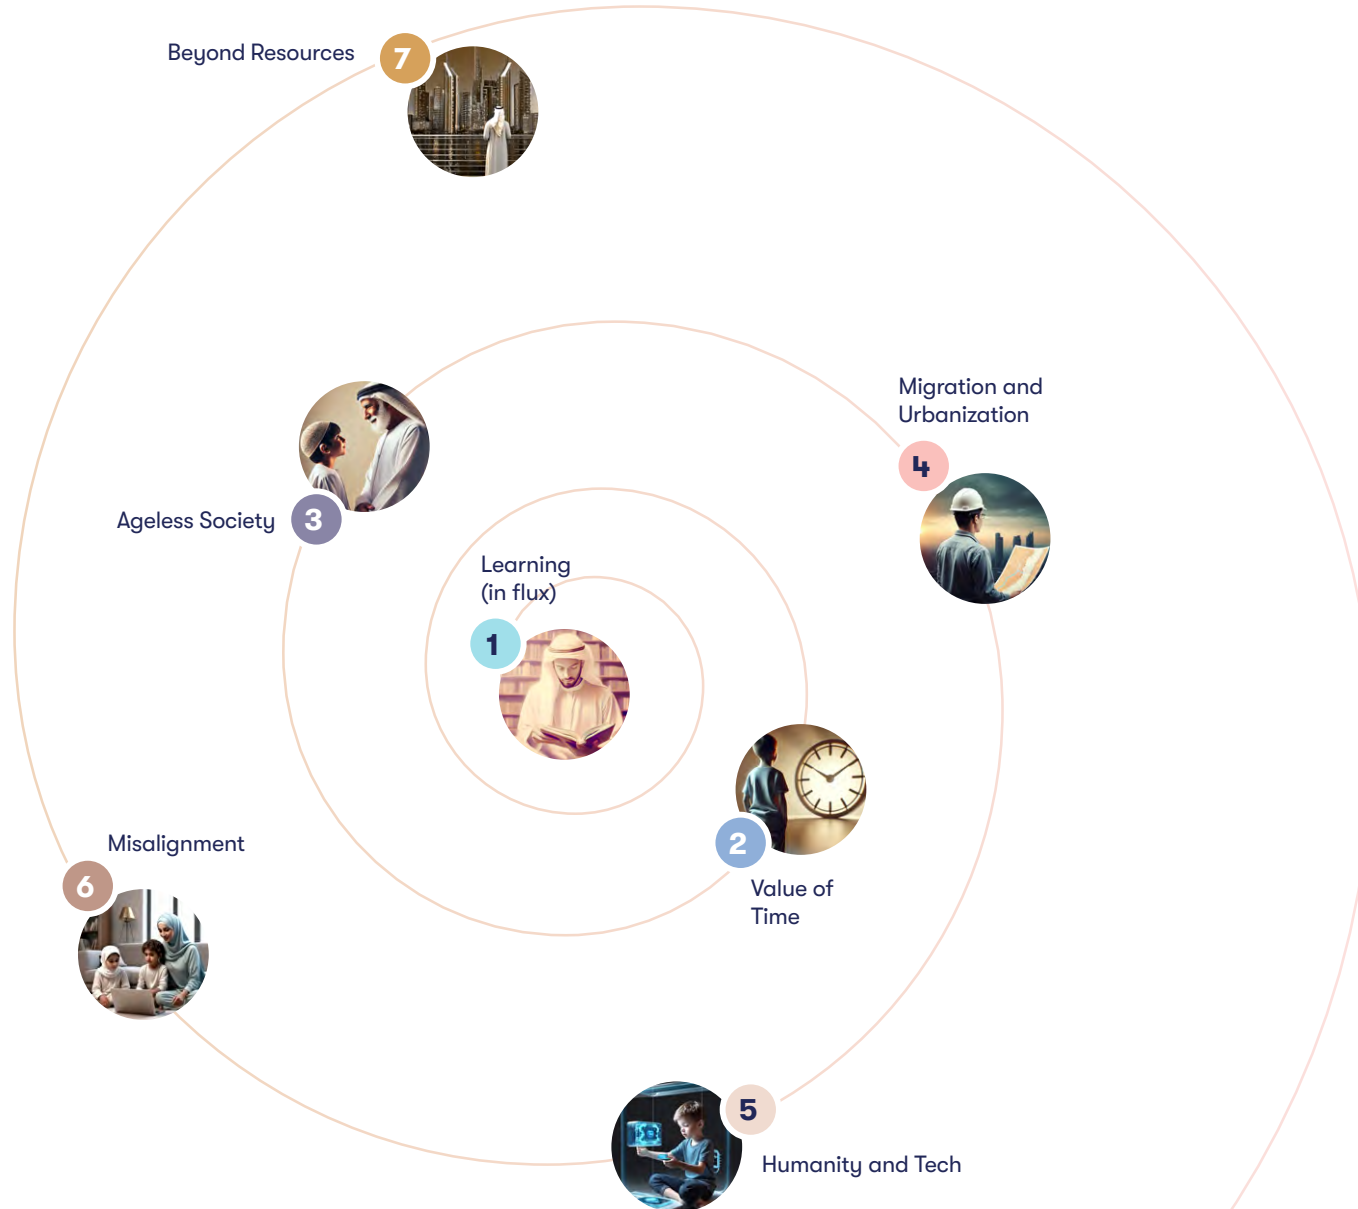 Beyond Resources
7
Migration and
Urbanization
4
Ageless Society
3
Learning
(in flux)
1
Misalignment
6
2
Value of
Time
5
Humanity and Tech